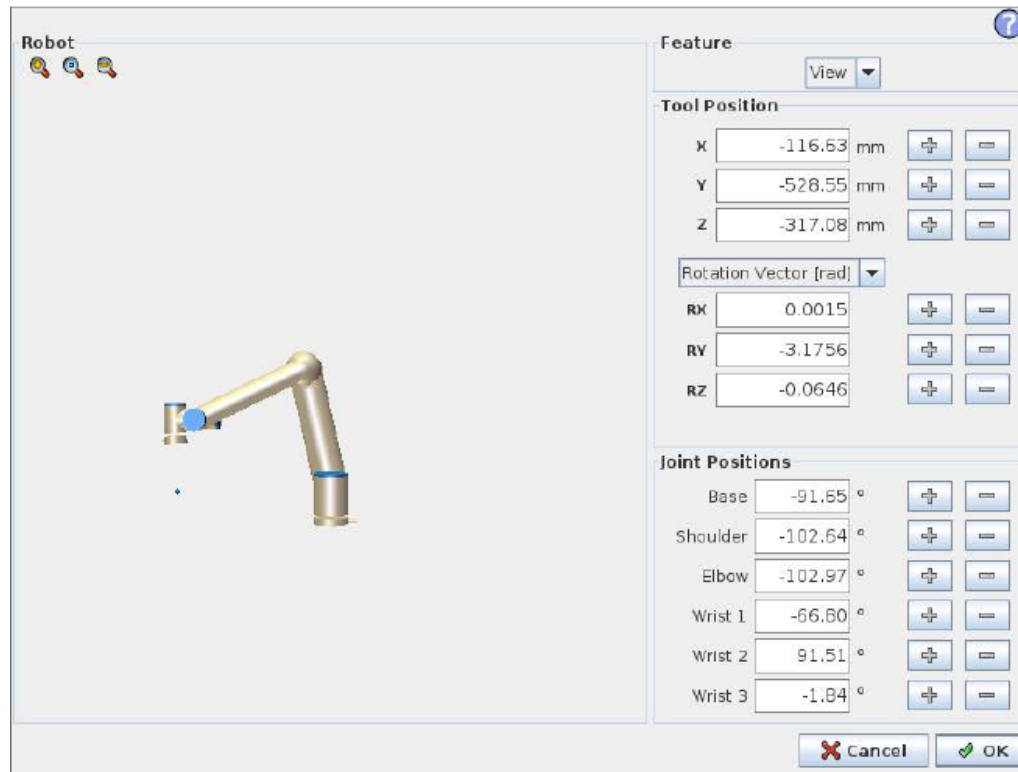 Robot
Feature
View
Tool Position
X -116.63 mm
Y -528.55 mm
Z -317.08 mm
Rotation Vector [rad]
RX 0.0015
RY -3.1756
RZ -0.0646
Joint Positions
Base -91.65 °
Shoulder -102.64 °
Elbow -102.97 °
Wrist 1 -66.80 °
Wrist 2 91.51 °
Wrist 3 -1.84 °
Cancel OK
?